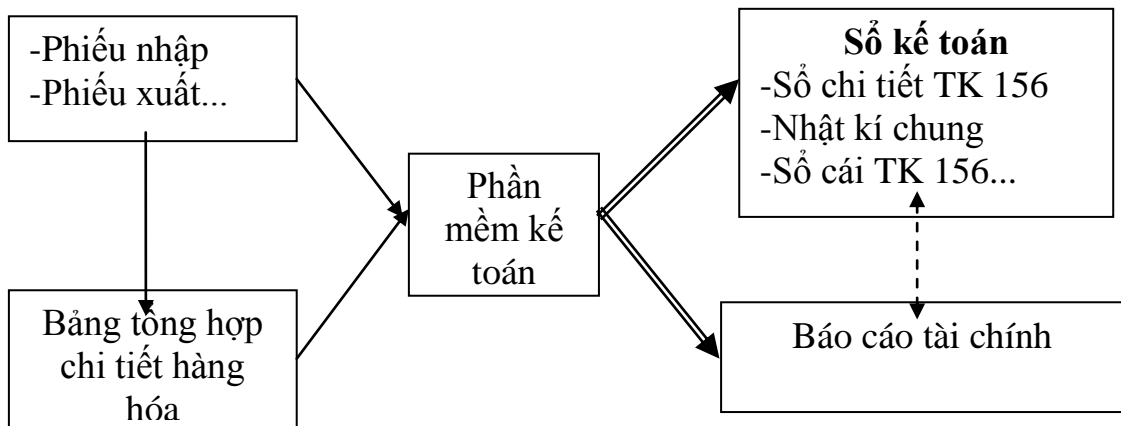 -Phiếu nhập
-Phiếu xuất...
Bảng tổng hợp
chi tiết hàng
hóa
Phần
mềm kế
toán
Sổ kế toán
-Sổ chi tiết TK 156
-Nhật kí chung
-Sổ cái TK 156...
Báo cáo tài chính